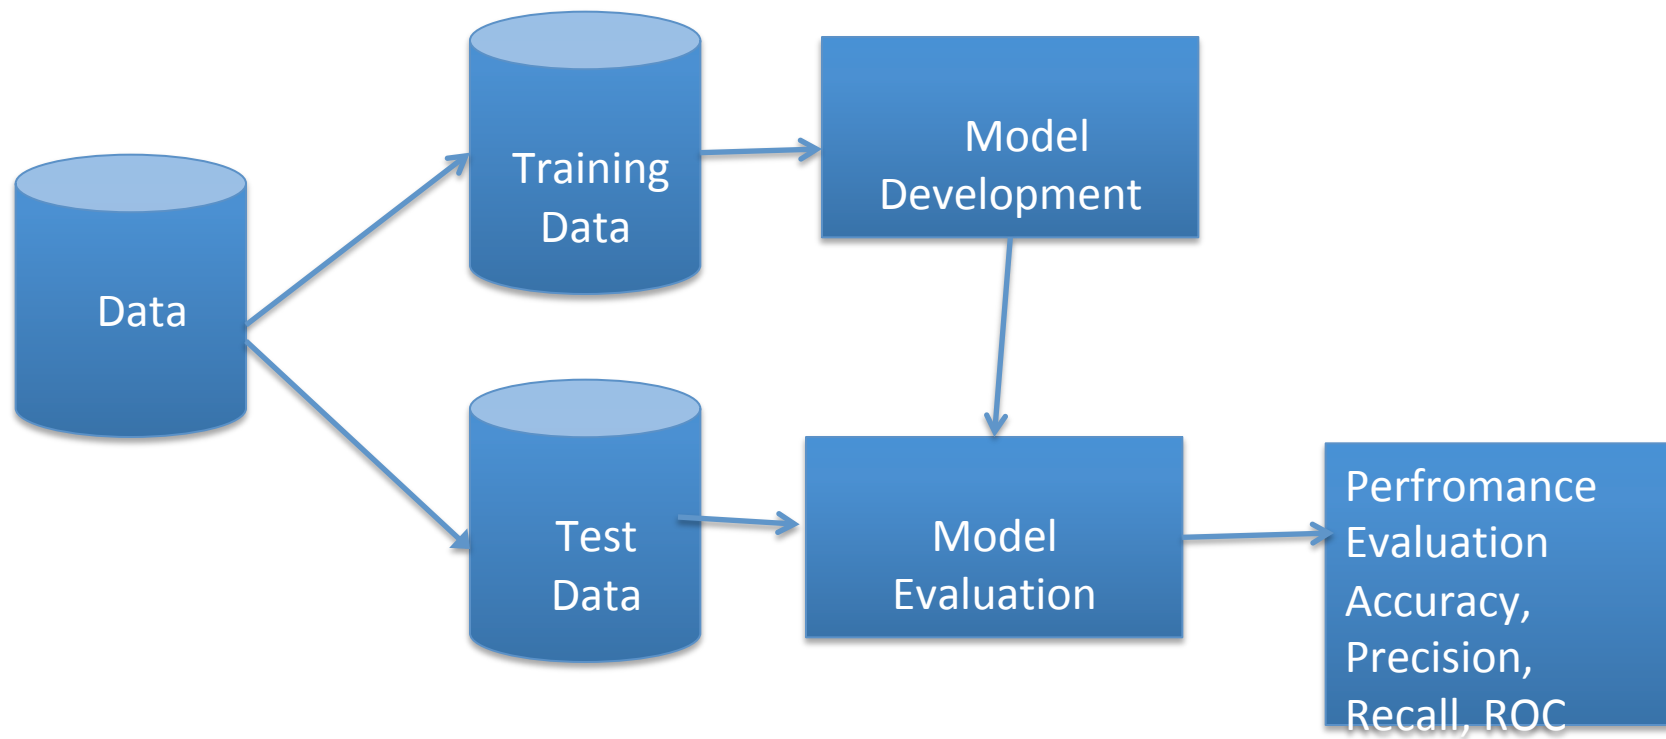 Data
Training
Data
Model
Development
Test
Data
Model
Evaluation
Perfromance
Evaluation
Accuracy,
Precision,
Recall, ROC